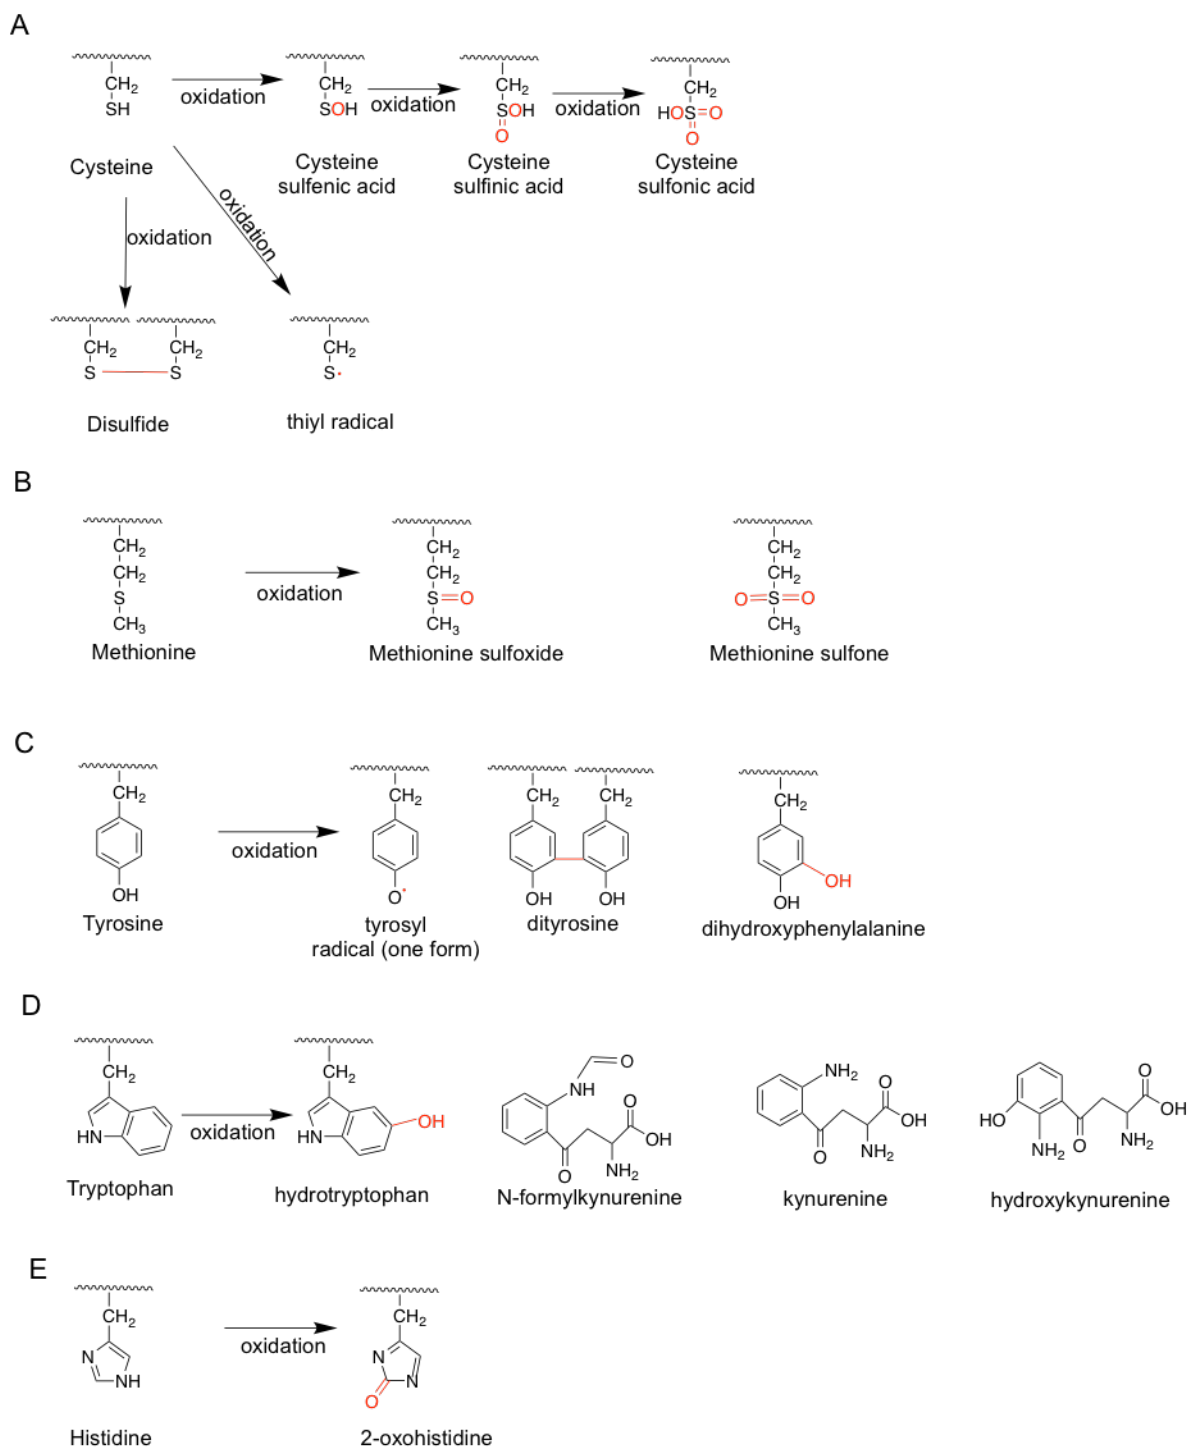 A
CH2
SH
oxidation
CH2
SOH
oxidation
CH2
SOH
O
oxidation
CH2
HOS=O
O
Cysteine
Cysteine
sulfenic acid
Cysteine
sulfinic acid
Cysteine
sulfonic acid
oxidation
oxidation
CH2
S
CH2
S
CH2
S·
Disulfide
thiyl radical
B
CH2
CH2
S
CH3
oxidation
CH2
CH2
S=O
CH3
CH2
CH2
O=S=O
CH3
Methionine
Methionine sulfoxide
Methionine sulfone
C
CH2
OH
oxidation
CH2
O·
CH2
OH
CH2
OH
CH2
OH
OH
Tyrosine
tyrosyl
radical (one form)
dityrosine
dihydroxyphenylalanine
D
CH2
HN
oxidation
CH2
OH
HN
O
NH
O
OH
O
NH2
NH2
O
OH
O
NH2
O
OH
HO
NH2
O
NH2
Tryptophan
hydrotryptophan
N-formylkynurenine
kynurenine
hydroxykynurenine
E
CH2
N
NH
oxidation
CH2
N
N
O
Histidine
2-oxohistidine